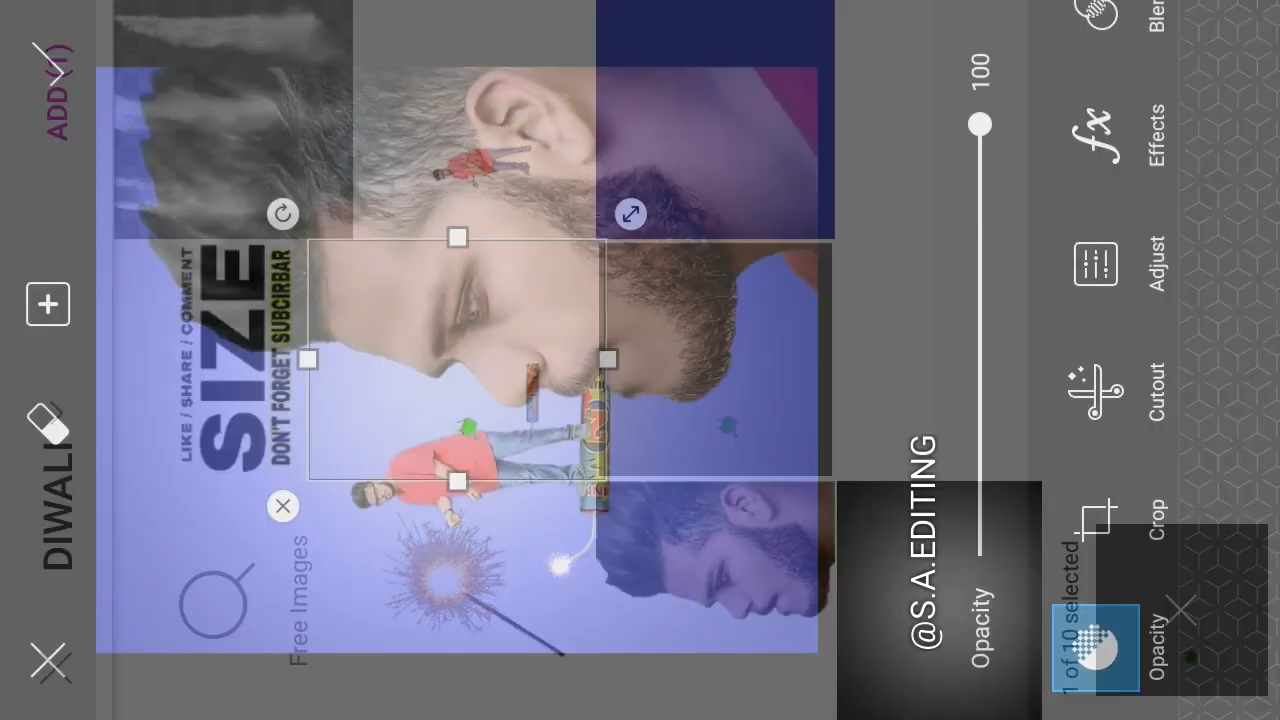 ADD (1)
DIWALI
LIKE / SHARE / COMMENT
SIZE
DON'T FORGET SUBCIRBAR
Free Images
@S.A.EDITING
Opacity
100
1 of 10 selected
Opacity
Crop
Cutout
Adjust
fx
Effects